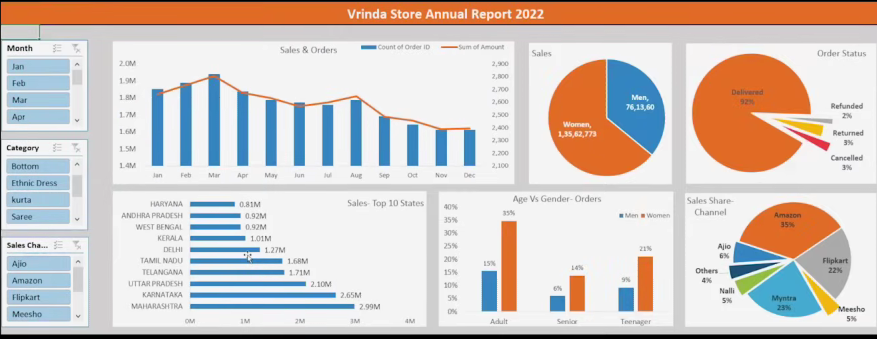 Vrinda Store Annual Report 2022
Month
Jan
Feb
Mar
Apr
Category
Bottom
Ethnic Dress
kurta
Saree
Sales Cha...
Ajio
Amazon
Flipkart
Meesho
Sales & Orders
Count of Order ID
Sum of Amount
2.0M
1.9M
1.8M
1.7M
1.6M
1.5M
1.4M
2,900
2,800
2,700
2,600
2,500
2,400
2,300
2,200
2,100
Jan Feb Mar Apr May Jun Jul Aug Sep Oct Nov Dec
Sales
Men,
76,13,60
Women,
1,35,62,773
Order Status
Delivered
92%
Refunded
2%
Returned
3%
Cancelled
3%
Sales- Top 10 States
HARYANA 0.81M
ANDHRA PRADESH 0.92M
WEST BENGAL 0.92M
KERALA 1.01M
DELHI 1.27M
TAMIL NADU 1.68M
TELANGANA 1.71M
UTTAR PRADESH 2.10M
KARNATAKA 2.65M
MAHARASHTRA 2.99M
0M 1M 2M 3M 4M
Age Vs Gender- Orders
Men Women
40%
35%
30%
25%
20%
15%
10%
5%
0%
15% 35%
6% 14%
9% 21%
Adult Senior Teenager
Sales Share-
Channel
Amazon
35%
Flipkart
22%
Meesho
5%
Myntra
23%
Nalli
5%
Others
4%
Ajio
6%